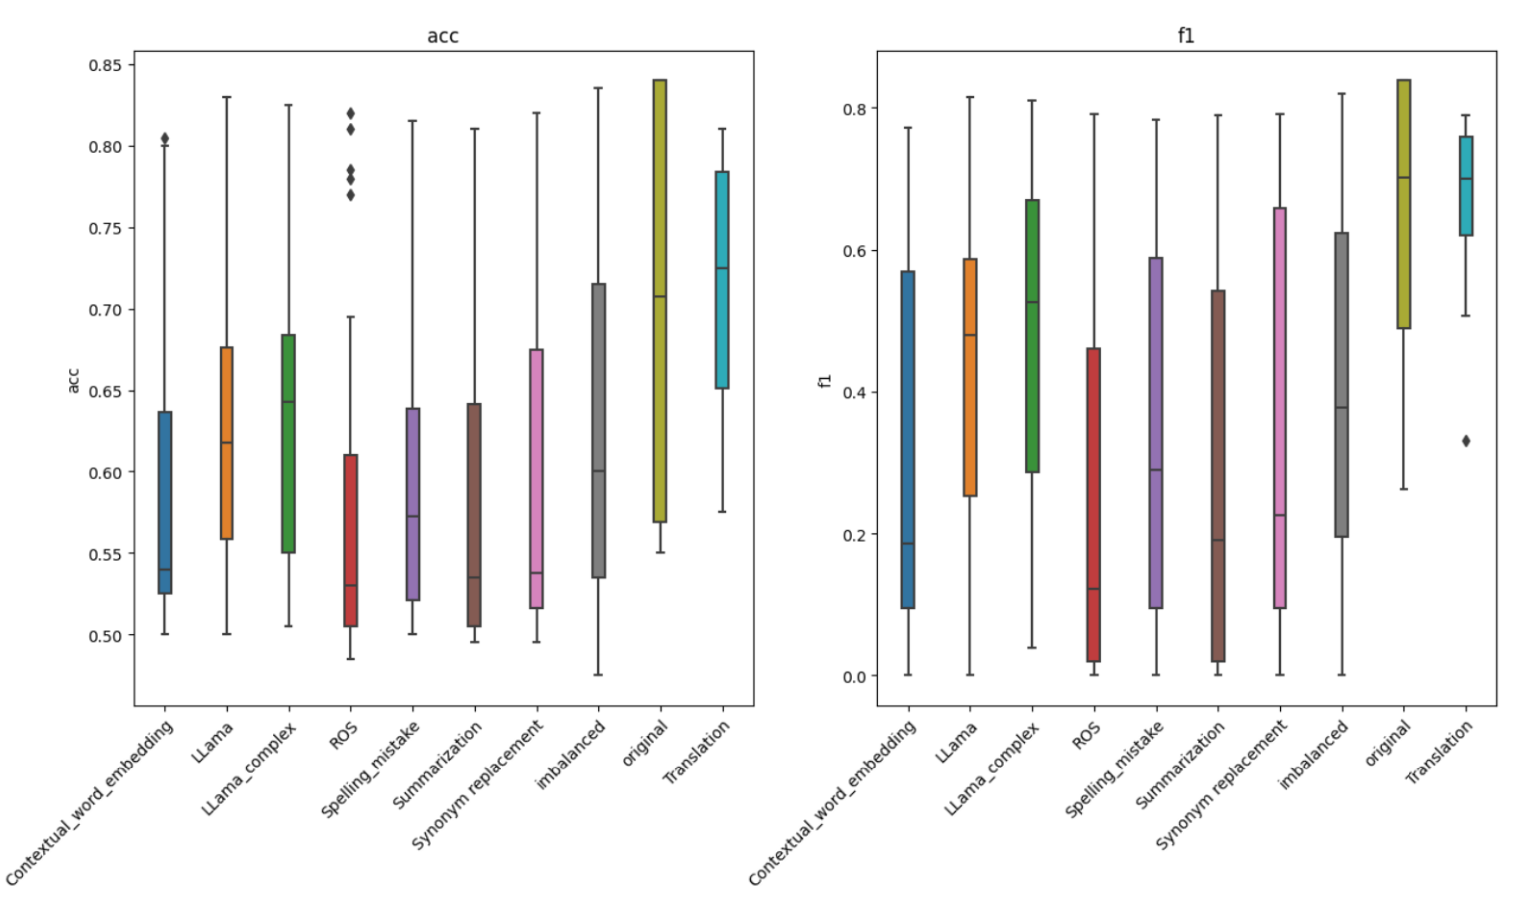 acc
0.85
0.80
0.75
0.70
0.65
0.60
0.55
0.50
acc
Contextual_word_embedding
LLama
LLama_complex
ROS
Spelling_mistake
Summarization
Synonym replacement
imbalanced
original
Translation
f1
0.8
0.6
0.4
0.2
0.0
f1
Contextual_word_embedding
LLama
LLama_complex
ROS
Spelling_mistake
Summarization
Synonym replacement
imbalanced
original
Translation